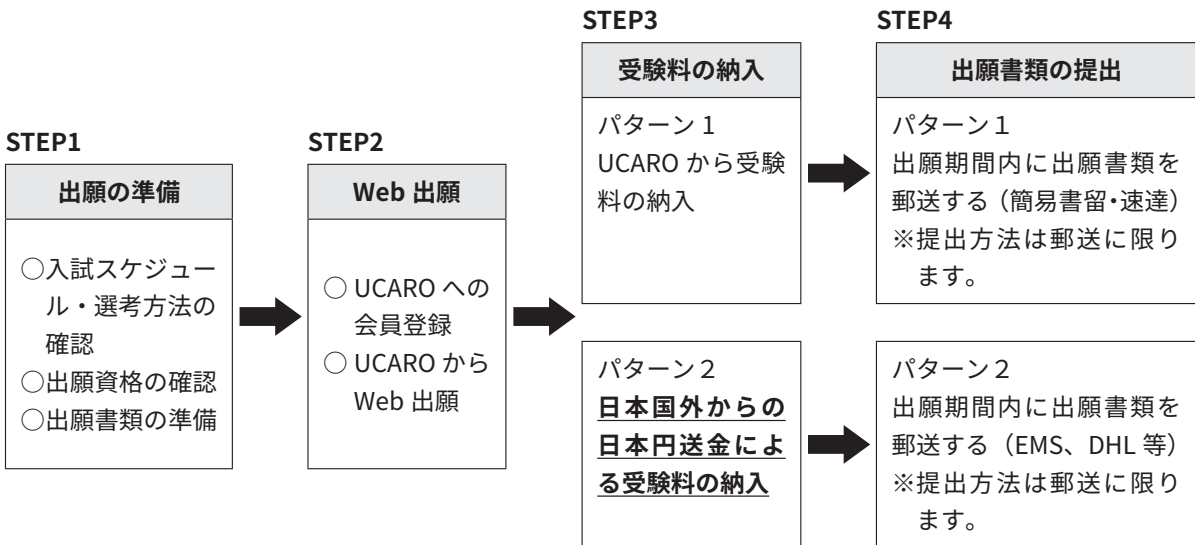 STEP1
出願の準備
○入試スケジュー
ル・選考方法の
確認
○出願資格の確認
○出願書類の準備
STEP2
Web 出願
○ UCARO への
会員登録
○ UCARO から
Web 出願
STEP3
受験料の納入
パターン 1
UCARO から受験
料の納入
パターン 2
日本国外からの
日本円送金によ
る受験料の納入
STEP4
出願書類の提出
パターン 1
出願期間内に出願書類を
郵送する（簡易書留・速達）
※提出方法は郵送に限り
ます。
パターン 2
出願期間内に出願書類を
郵送する（EMS、DHL 等）
※提出方法は郵送に限り
ます。